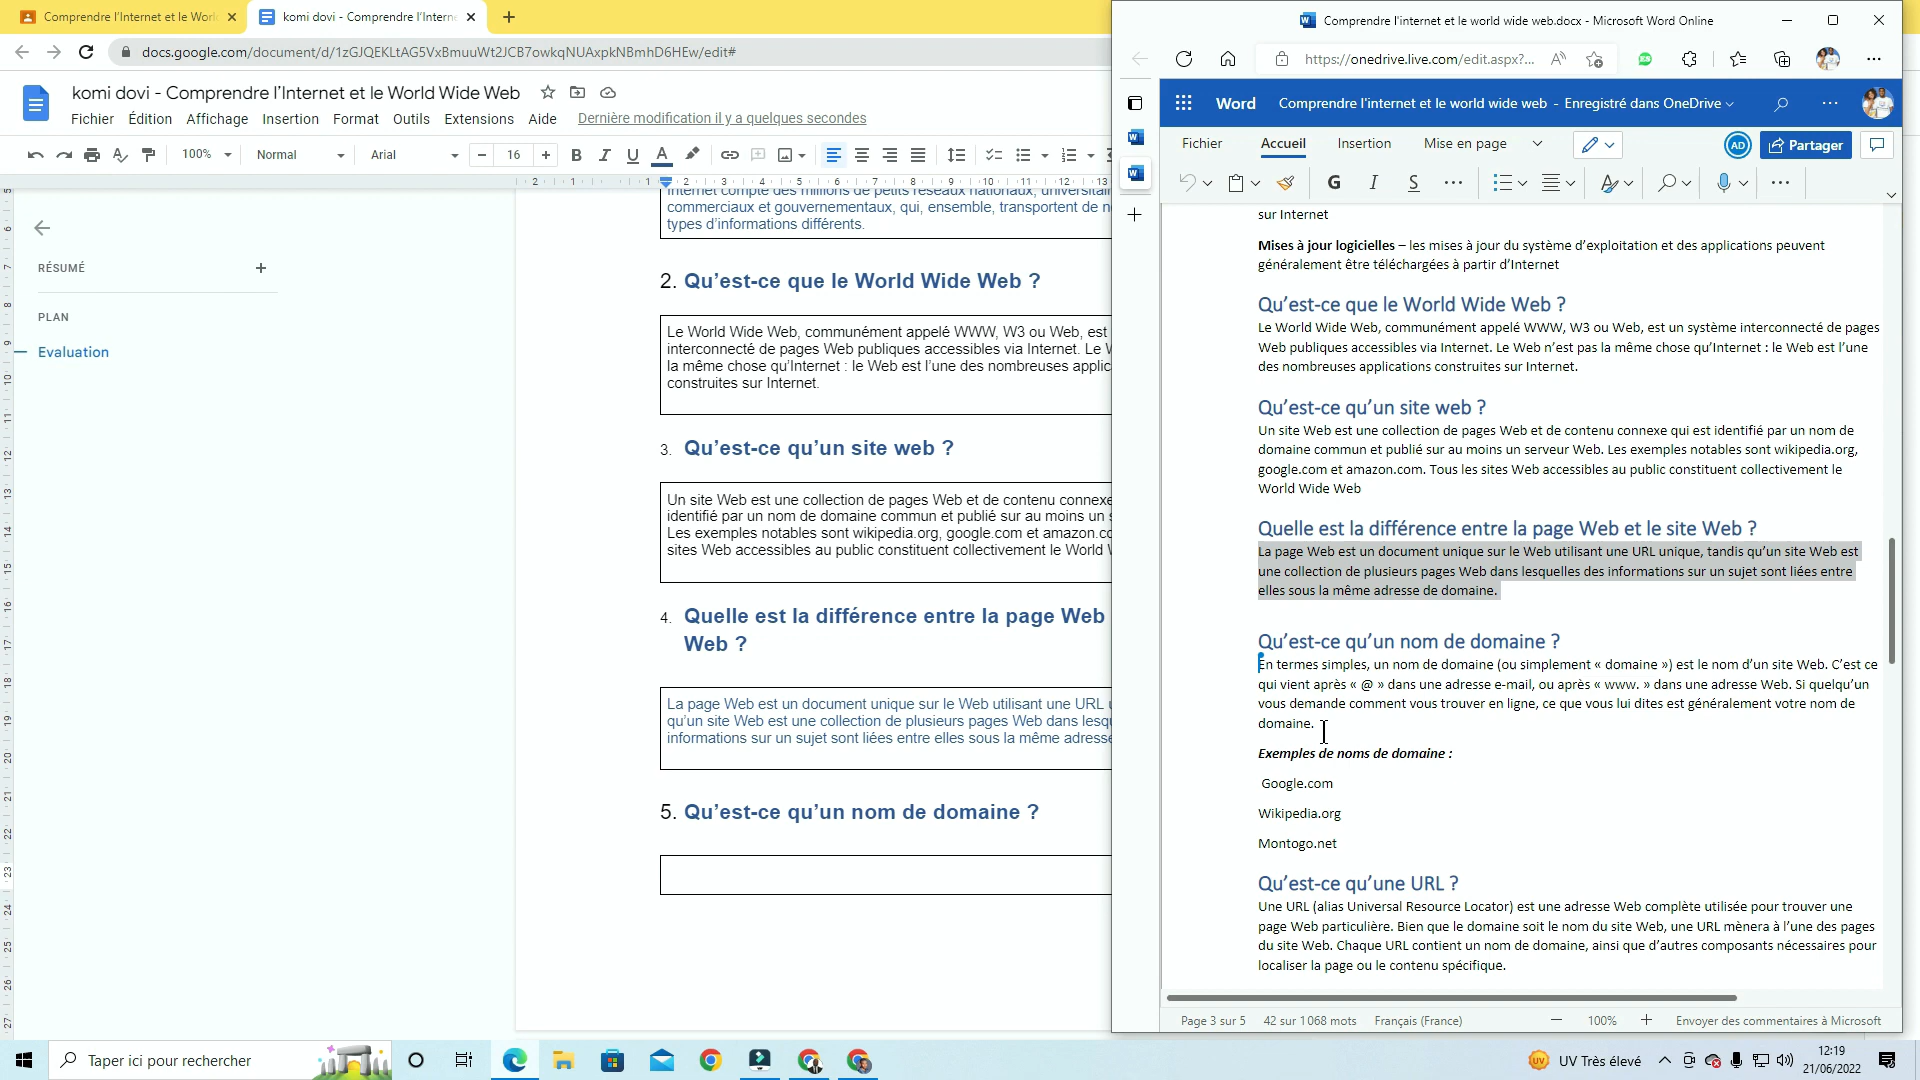 Comprendre l'Internet et le Worl
komi dovi - Comprendre l'Interne
docs.google.com/document/d/1zGJQEKLtAG5VxBmuuWt2JCB7owkqNUAxpkNBmhD6HEw/edit#
komi dovi - Comprendre l'Internet et le World Wide Web
Fichier Édition Affichage Insertion Format Outils Extensions Aide Dernière modification il y a quelques secondes
100% Normal Arial 16
RÉSUMÉ
PLAN
Evaluation
Internet compte des millions de petits réseaux nationaux, universitai
commerciaux et gouvernementaux, qui, ensemble, transportent de n
types d'informations différents.
2. Qu'est-ce que le World Wide Web ?
Le World Wide Web, communément appelé WWW, W3 ou Web, est
interconnecté de pages Web publiques accessibles via Internet. Le W
la même chose qu'Internet : le Web est l'une des nombreuses applic
construites sur Internet.
3. Qu'est-ce qu'un site web ?
Un site Web est une collection de pages Web et de contenu connexe
identifié par un nom de domaine commun et publié sur au moins un s
Les exemples notables sont wikipedia.org, google.com et amazon.co
sites Web accessibles au public constituent collectivement le World W
4. Quelle est la différence entre la page Web
Web ?
La page Web est un document unique sur le Web utilisant une URL u
qu'un site Web est une collection de plusieurs pages Web dans lesq
informations sur un sujet sont liées entre elles sous la même adresse
5. Qu'est-ce qu'un nom de domaine ?
Comprendre l'internet et le world wide web.docx - Microsoft Word Online
https://onedrive.live.com/edit.aspx?...
Word Comprendre l'internet et le world wide web - Enregistré dans OneDrive
Fichier Accueil Insertion Mise en page AD Partager
G I S
sur Internet
Mises à jour logicielles – les mises à jour du système d'exploitation et des applications peuvent
généralement être téléchargées à partir d'Internet
Qu'est-ce que le World Wide Web ?
Le World Wide Web, communément appelé WWW, W3 ou Web, est un système interconnecté de pages
Web publiques accessibles via Internet. Le Web n'est pas la même chose qu'Internet : le Web est l'une
des nombreuses applications construites sur Internet.
Qu'est-ce qu'un site web ?
Un site Web est une collection de pages Web et de contenu connexe qui est identifié par un nom de
domaine commun et publié sur au moins un serveur Web. Les exemples notables sont wikipedia.org,
google.com et amazon.com. Tous les sites Web accessibles au public constituent collectivement le
World Wide Web
Quelle est la différence entre la page Web et le site Web ?
La page Web est un document unique sur le Web utilisant une URL unique, tandis qu'un site Web est
une collection de plusieurs pages Web dans lesquelles des informations sur un sujet sont liées entre
elles sous la même adresse de domaine.
Qu'est-ce qu'un nom de domaine ?
En termes simples, un nom de domaine (ou simplement « domaine ») est le nom d'un site Web. C'est ce
qui vient après « @ » dans une adresse e-mail, ou après « www. » dans une adresse Web. Si quelqu'un
vous demande comment vous trouver en ligne, ce que vous lui dites est généralement votre nom de
domaine.
Exemples de noms de domaine :
Google.com
Wikipedia.org
Montogo.net
Qu'est-ce qu'une URL ?
Une URL (alias Universal Resource Locator) est une adresse Web complète utilisée pour trouver une
page Web particulière. Bien que le domaine soit le nom du site Web, une URL mènera à l'une des pages
du site Web. Chaque URL contient un nom de domaine, ainsi que d'autres composants nécessaires pour
localiser la page ou le contenu spécifique.
Page 3 sur 5 42 sur 1 068 mots Français (France) 100% Envoyer des commentaires à Microsoft
Taper ici pour rechercher
UV Très élevé
12:19
21/06/2022